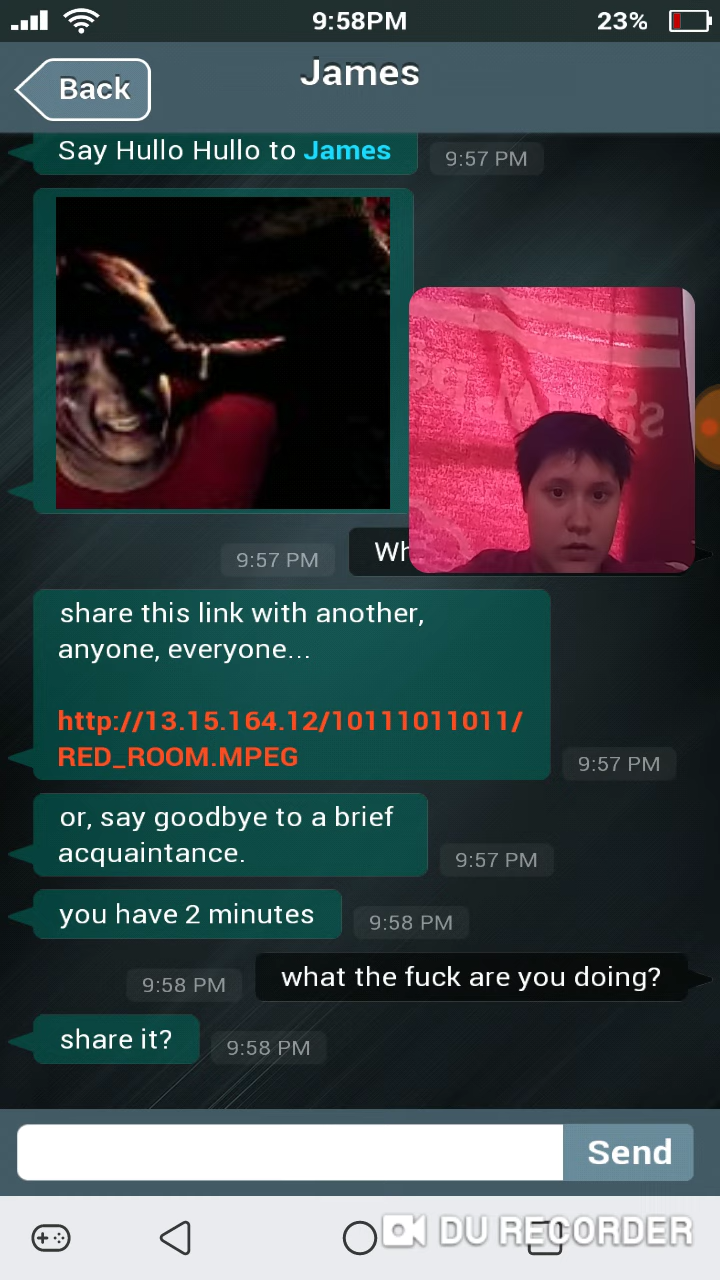 9:58PM
23%
Back
James
Say Hullo Hullo to James
9:57 PM
9:57 PM
share this link with another,
anyone, everyone...
http://13.15.164.12/10111011011/
RED_ROOM.MPEG
9:57 PM
or, say goodbye to a brief
acquaintance.
9:57 PM
you have 2 minutes
9:58 PM
what the fuck are you doing?
9:58 PM
share it?
9:58 PM
Send
DU RECORDER